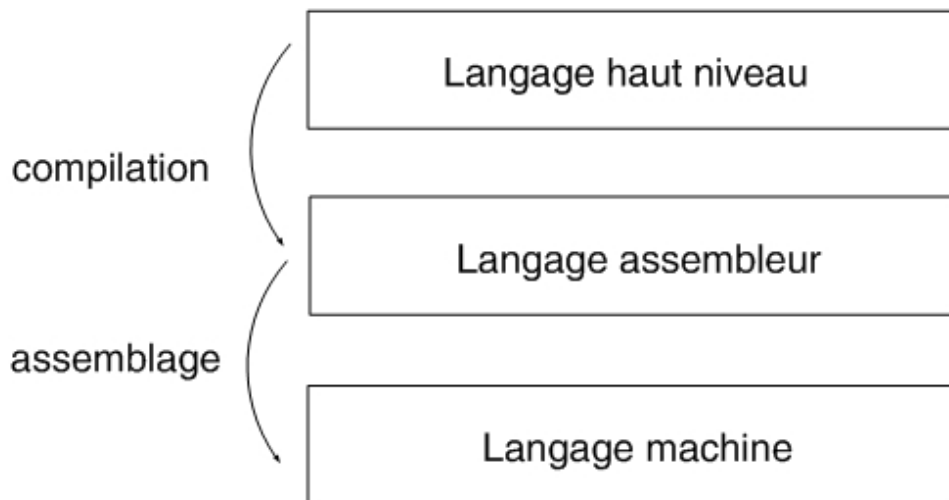 Langage haut niveau
compilation
Langage assembleur
assemblage
Langage machine